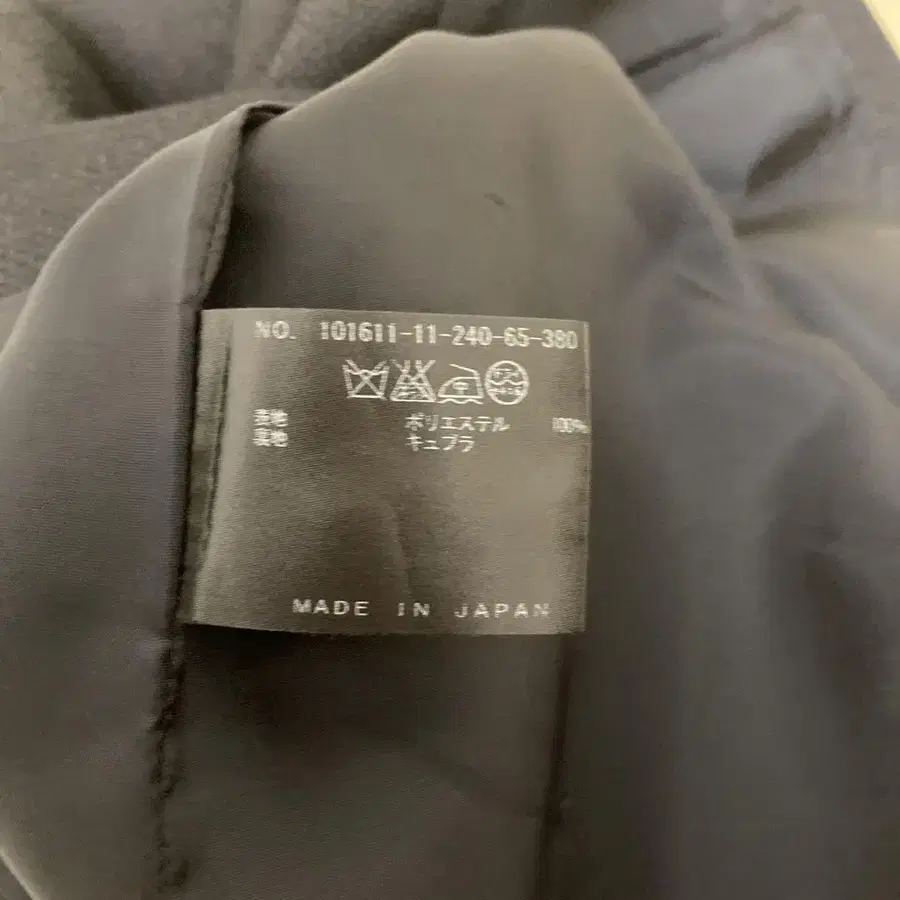 NO. 101611-11-240-65-380
表地 ポリエステル 100%
裏地 キュプラ
MADE IN JAPAN